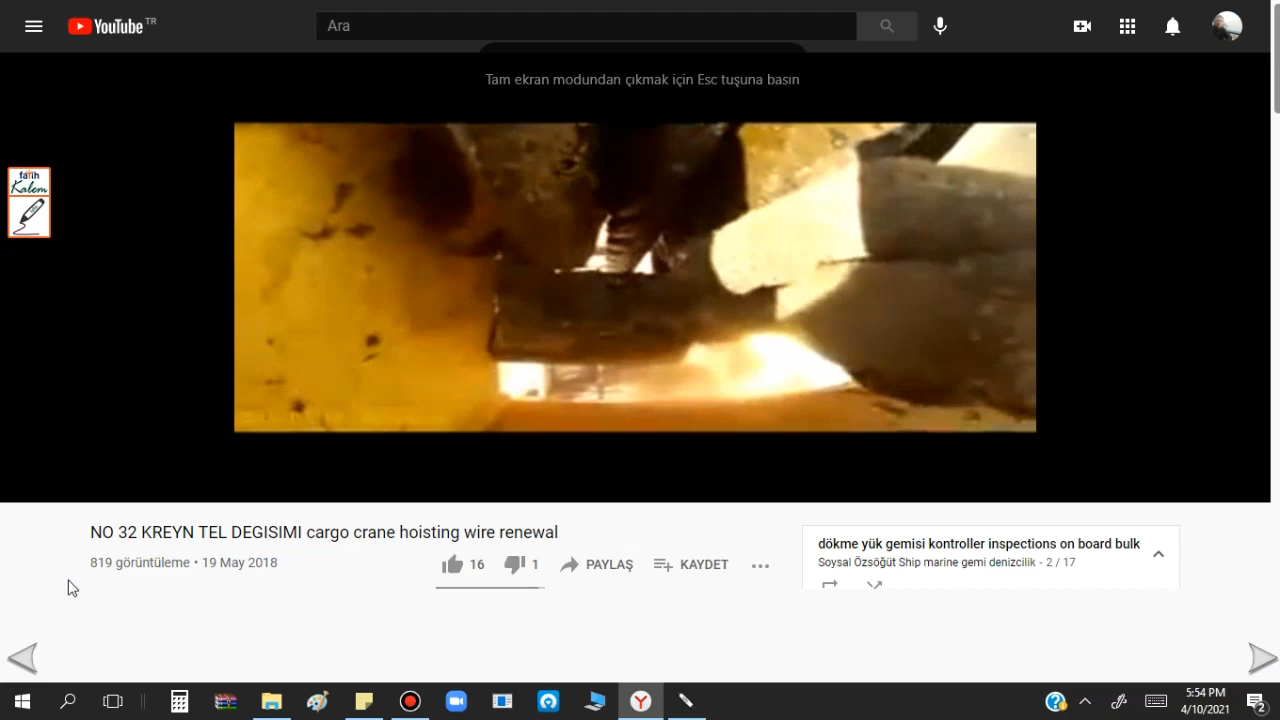 YouTube TR
Ara
Tam ekran modundan çıkmak için Esc tuşuna basın
fatih
Kalem
NO 32 KREYN TEL DEGISIMI cargo crane hoisting wire renewal
819 görüntüleme • 19 May 2018
16
1
PAYLAŞ
KAYDET
dökme yük gemisi kontroller inspections on board bulk
Soysal Özsöğüt Ship marine gemi denizcilik - 2 / 17
5:54 PM
4/10/2021
2